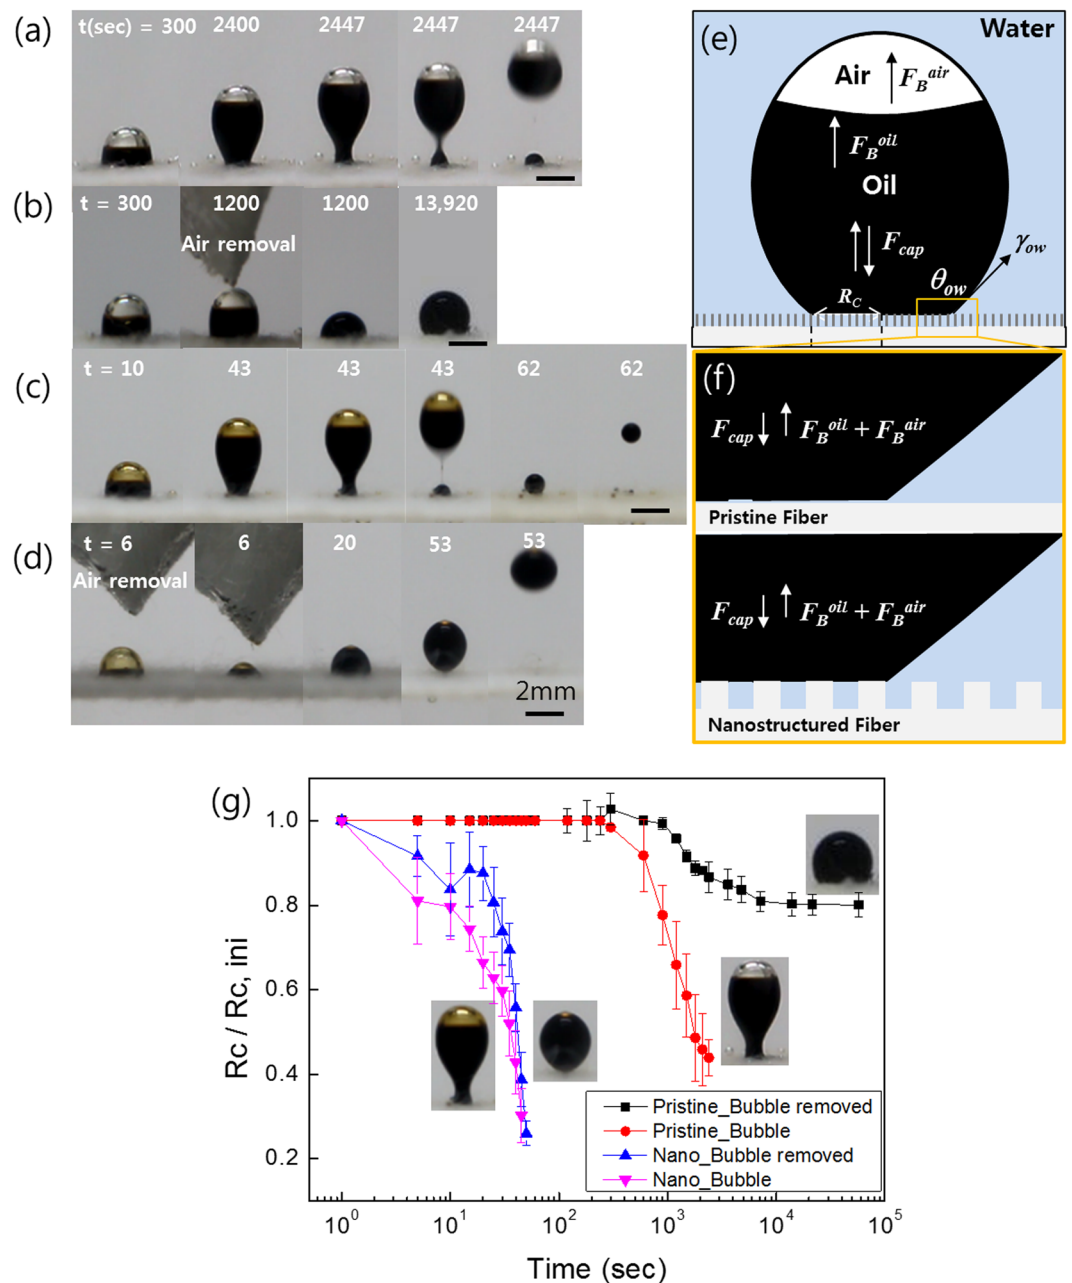 (a)
t(sec) = 300 2400 2447 2447 2447
(b)
t = 300 1200 1200 13,920
Air removal
(c)
t = 10 43 43 43 62 62
(d)
t = 6 6 20 53 53
Air removal
2mm
(e)
Water
Air
F_B^air
F_B^oil
Oil
F_cap
γ_ow
θ_ow
R_C
(f)
F_cap F_B^oil + F_B^air
Pristine Fiber
F_cap F_B^oil + F_B^air
Nanostructured Fiber
(g)
Rc / Rc, ini
1.0
0.8
0.6
0.4
0.2
Pristine_Bubble removed
Pristine_Bubble
Nano_Bubble removed
Nano_Bubble
10^0 10^1 10^2 10^3 10^4 10^5
Time (sec)